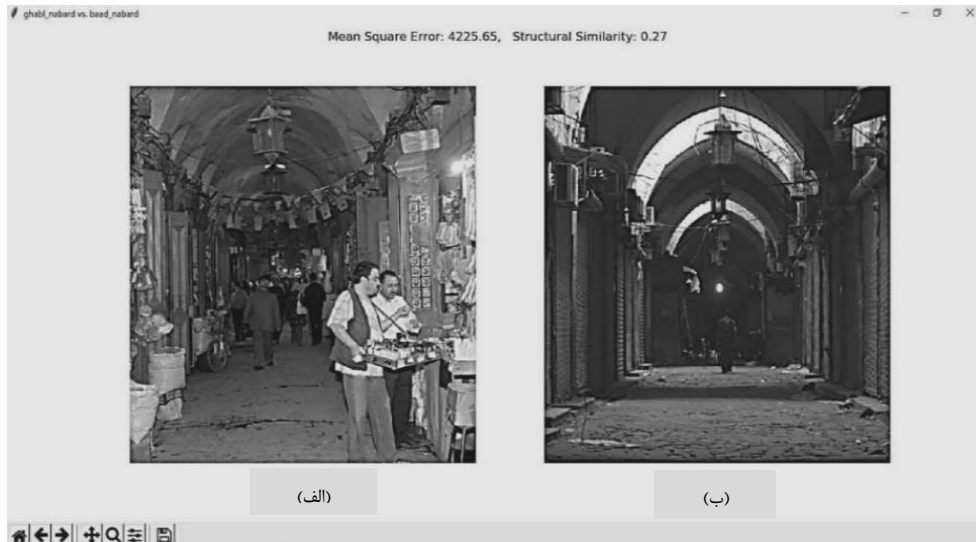 ghabl_nabard vs. baad_nabard
Mean Square Error: 4225.65, Structural Similarity: 0.27
(الف)
(ب)